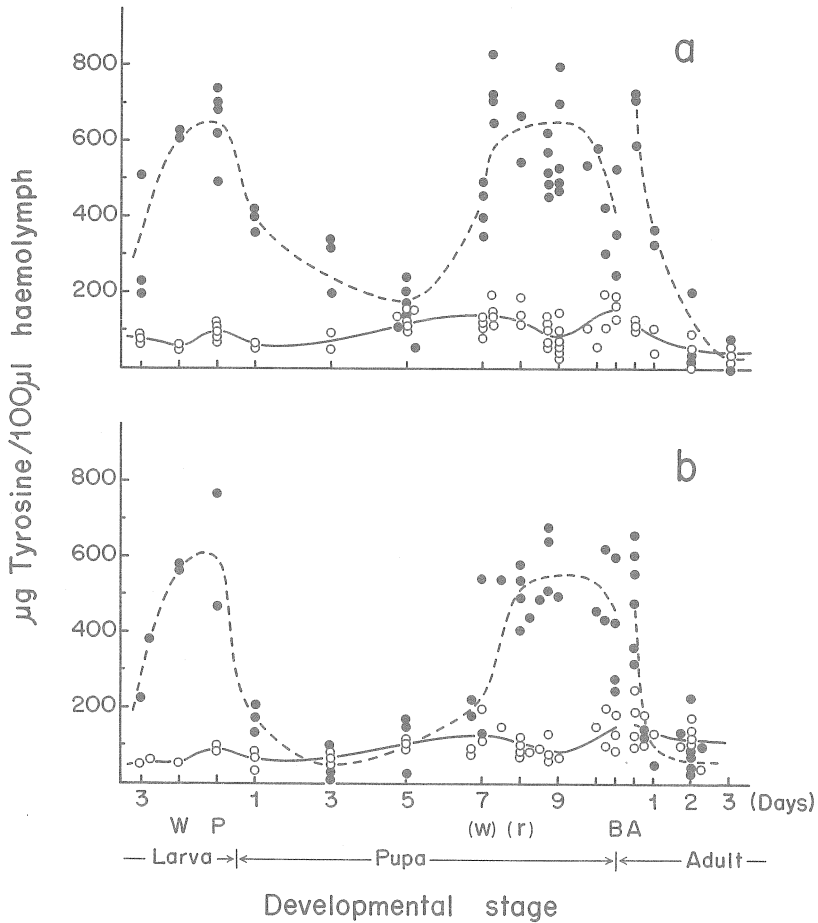 a
800
600
400
200
µg Tyrosine/100µl haemolymph
b
800
600
400
200
3 1 3 5 7 9 1 2 3 (Days)
W P (w) (r) B A
Larva Pupa Adult
Developmental stage